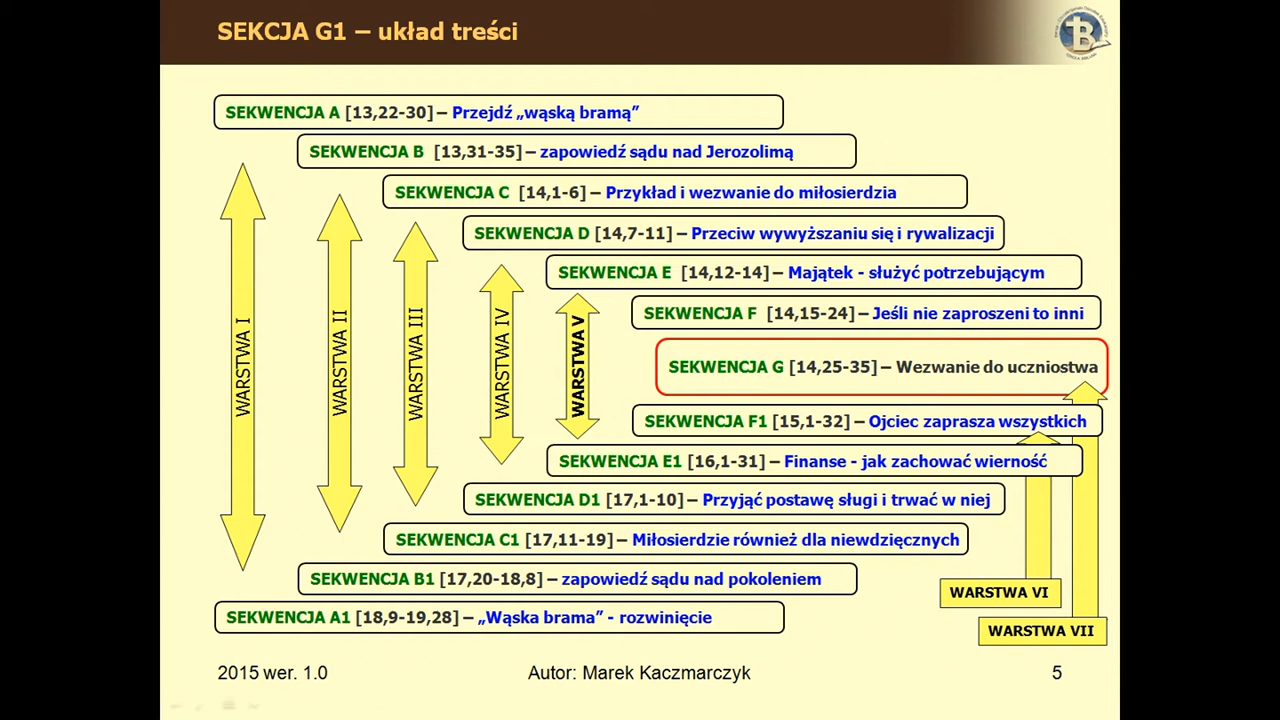 SEKCJA G1 – układ treści
SEKWENCJA A [13,22-30] – Przejdź „wąską bramą”
SEKWENCJA B [13,31-35] – zapowiedź sądu nad Jerozolimą
SEKWENCJA C [14,1-6] – Przykład i wezwanie do miłosierdzia
SEKWENCJA D [14,7-11] – Przeciw wywyższaniu się i rywalizacji
SEKWENCJA E [14,12-14] – Majątek - służyć potrzebującym
SEKWENCJA F [14,15-24] – Jeśli nie zaproszeni to inni
SEKWENCJA G [14,25-35] – Wezwanie do uczniostwa
SEKWENCJA F1 [15,1-32] – Ojciec zaprasza wszystkich
SEKWENCJA E1 [16,1-31] – Finanse - jak zachować wierność
SEKWENCJA D1 [17,1-10] – Przyjąć postawę sługi i trwać w niej
SEKWENCJA C1 [17,11-19] – Miłosierdzie również dla niewdzięcznych
SEKWENCJA B1 [17,20-18,8] – zapowiedź sądu nad pokoleniem
SEKWENCJA A1 [18,9-19,28] – „Wąska brama” - rozwinięcie
WARSTWA I
WARSTWA II
WARSTWA III
WARSTWA IV
WARSTWA V
WARSTWA VI
WARSTWA VII
2015 wer. 1.0
Autor: Marek Kaczmarczyk
5